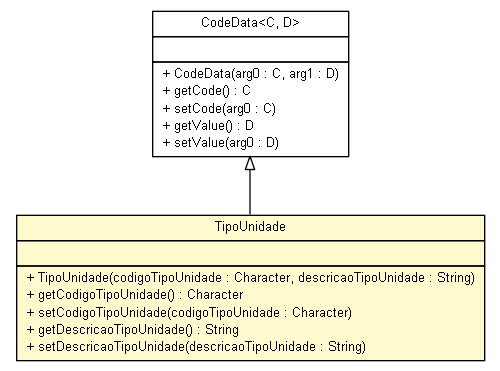 CodeData<C, D>
+ CodeData(arg0 : C, arg1 : D)
+ getCode() : C
+ setCode(arg0 : C)
+ getValue() : D
+ setValue(arg0 : D)
TipoUnidade
+ TipoUnidade(codigoTipoUnidade : Character, descricaoTipoUnidade : String)
+ getCodigoTipoUnidade() : Character
+ setCodigoTipoUnidade(codigoTipoUnidade : Character)
+ getDescricaoTipoUnidade() : String
+ setDescricaoTipoUnidade(descricaoTipoUnidade : String)